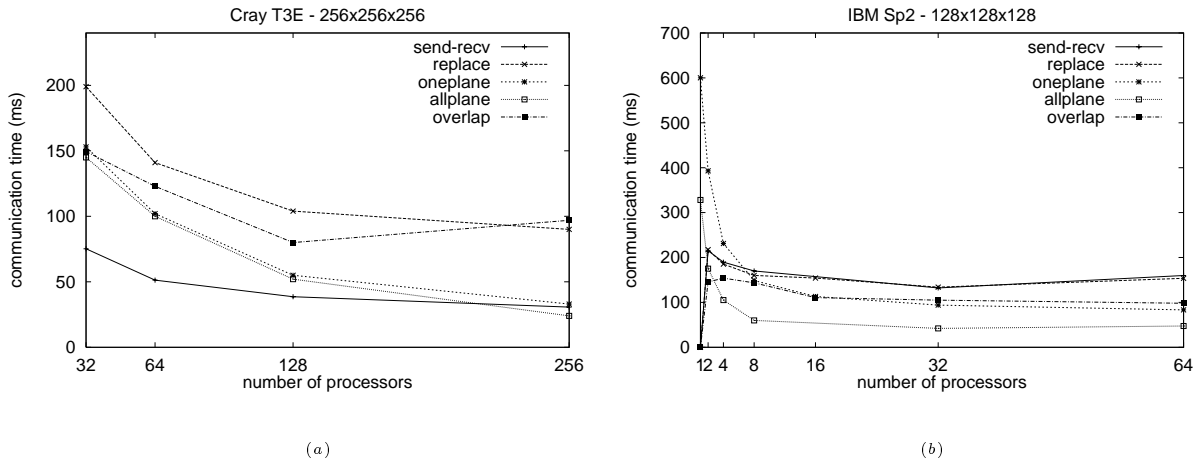 Cray T3E - 256x256x256
send-recv
replace
oneplane
allplane
overlap
communication time (ms)
200
150
100
50
0
32 64 128 256
number of processors
(a)
IBM Sp2 - 128x128x128
send-recv
replace
oneplane
allplane
overlap
communication time (ms)
700
600
500
400
300
200
100
0
1 2 4 8 16 32 64
number of processors
(b)